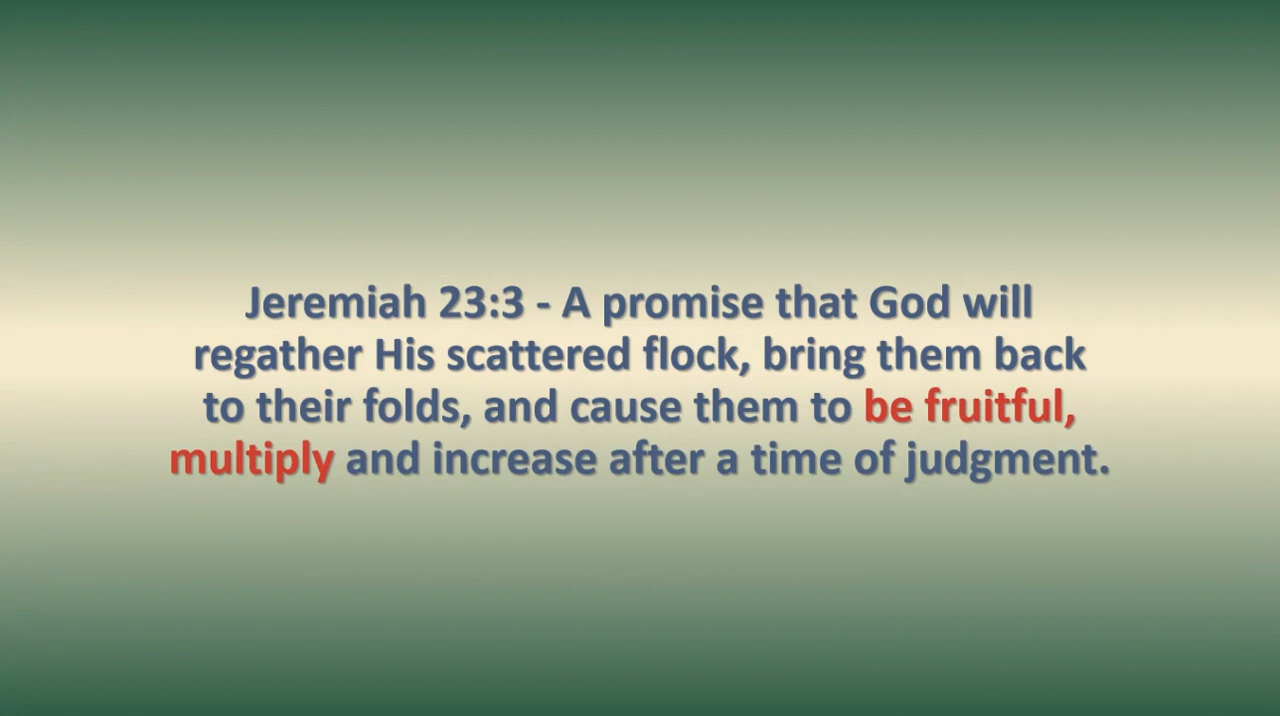 Jeremiah 23:3 - A promise that God will
regather His scattered flock, bring them back
to their folds, and cause them to be fruitful,
multiply and increase after a time of judgment.